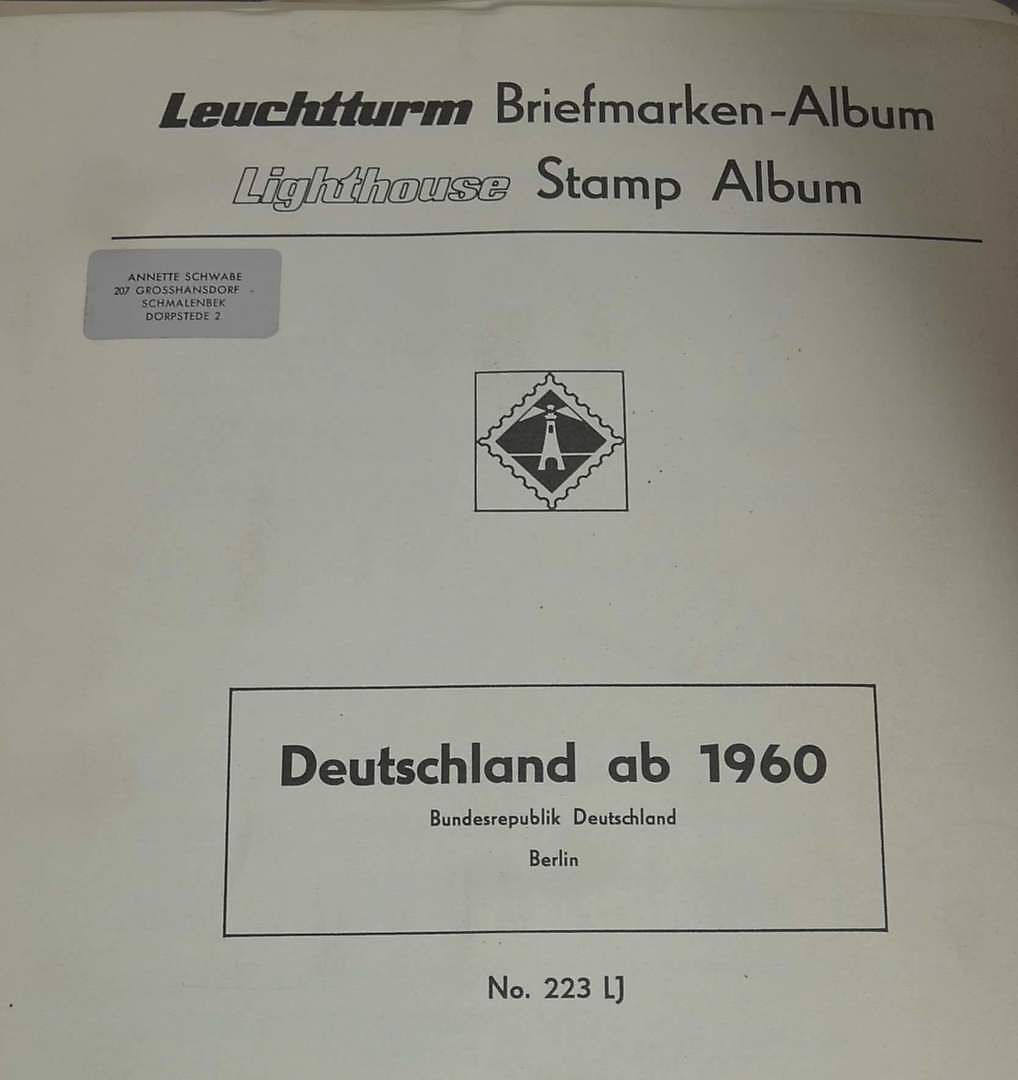 Leuchtturm Briefmarken-Album
Lighthouse Stamp Album
ANNETTE SCHWABE
207 GROSSHANSDORF
SCHMALENBEK
DÖRPSTEDE 2
Deutschland ab 1960
Bundesrepublik Deutschland
Berlin
No. 223 LJ